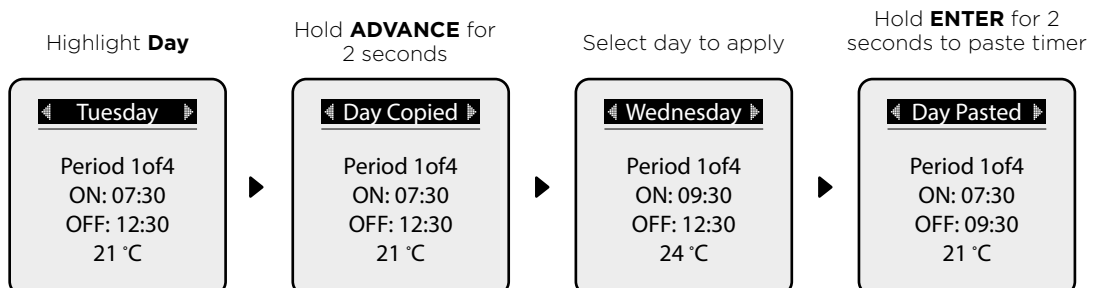 Highlight Day
Hold ADVANCE for
2 seconds
Select day to apply
Hold ENTER for 2
seconds to paste timer
Tuesday
Period 1of4
ON: 07:30
OFF: 12:30
21 °C
Day Copied
Period 1of4
ON: 07:30
OFF: 12:30
21 °C
Wednesday
Period 1of4
ON: 09:30
OFF: 12:30
24 °C
Day Pasted
Period 1of4
ON: 07:30
OFF: 09:30
21 °C